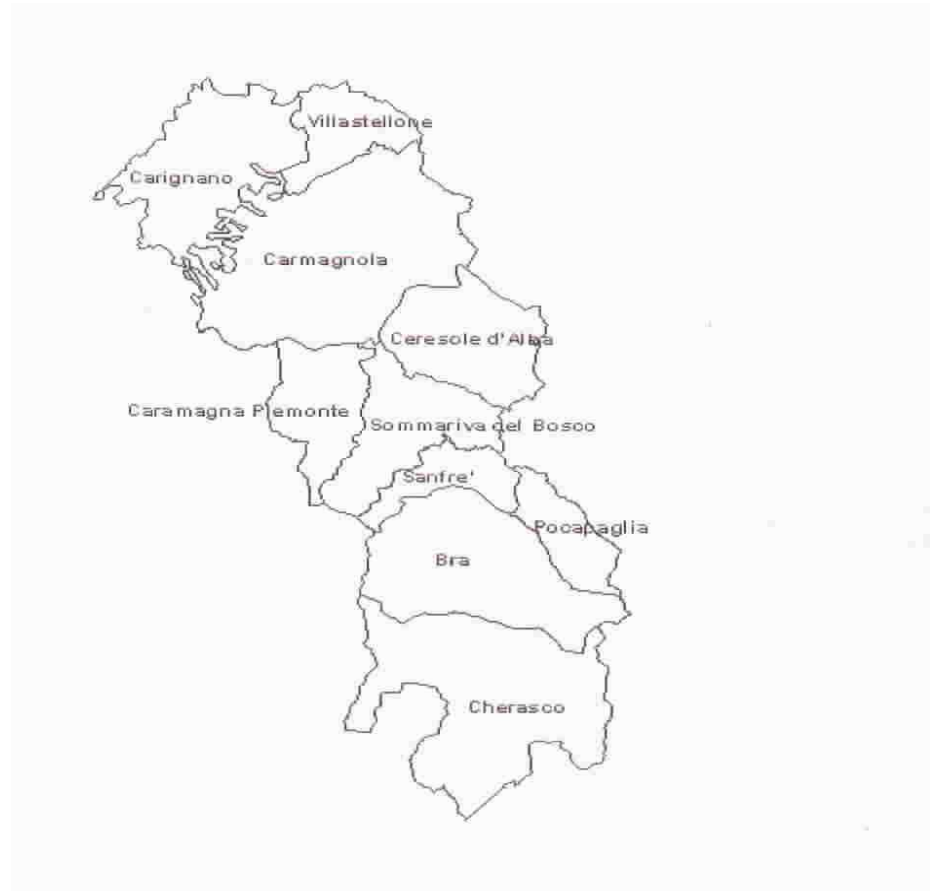 Villastellone
Carignano
Carmagnola
Ceresole d'Alba
Caramagna Piemonte
Sommariva del Bosco
Sanfre'
Pocapaglia
Bra
Cherasco